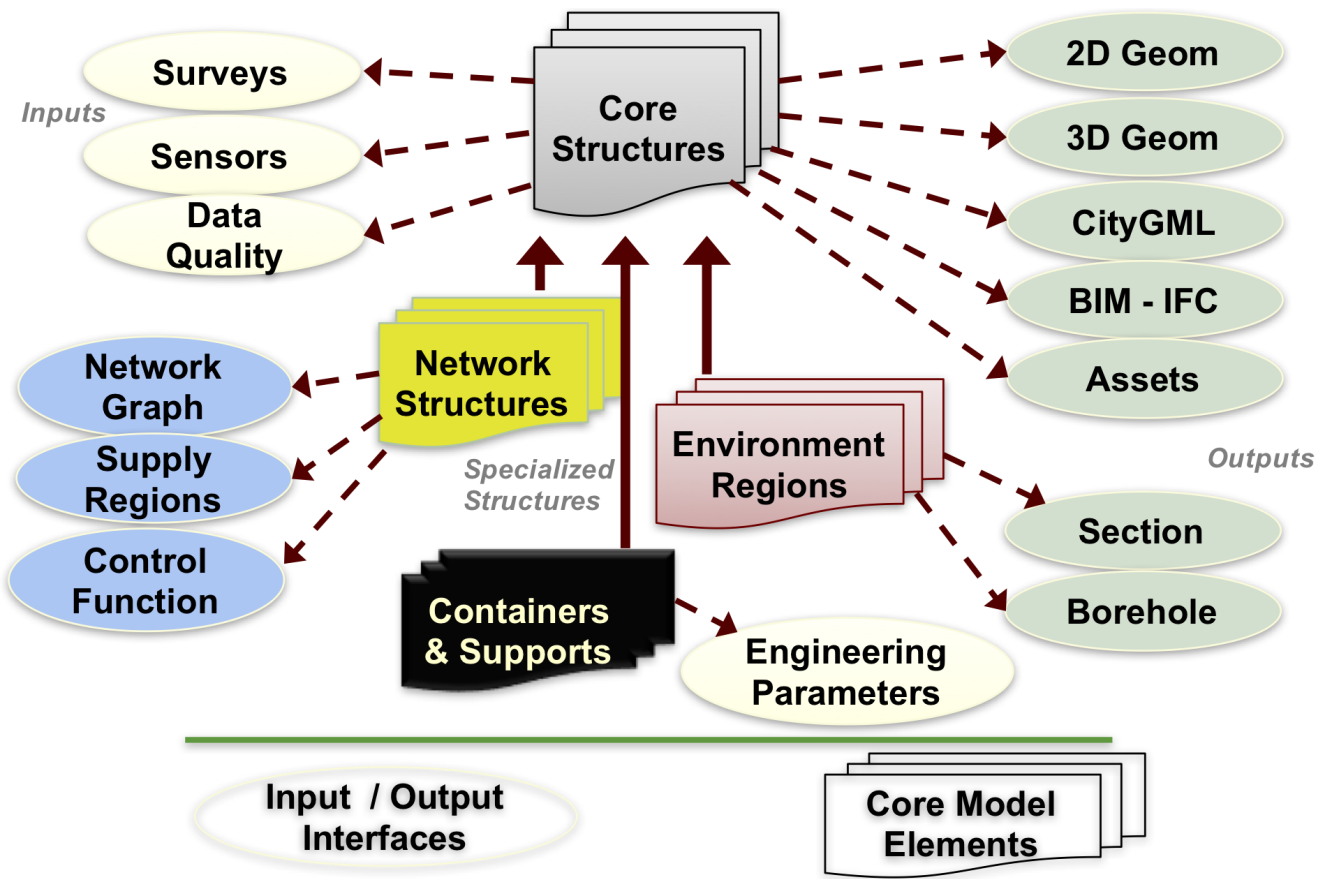 Surveys
Inputs
Sensors
Data
Quality
Core
Structures
2D Geom
3D Geom
CityGML
BIM - IFC
Assets
Outputs
Network
Graph
Supply
Regions
Control
Function
Network
Structures
Specialized
Structures
Environment
Regions
Section
Borehole
Containers
& Supports
Engineering
Parameters
Input / Output
Interfaces
Core Model
Elements